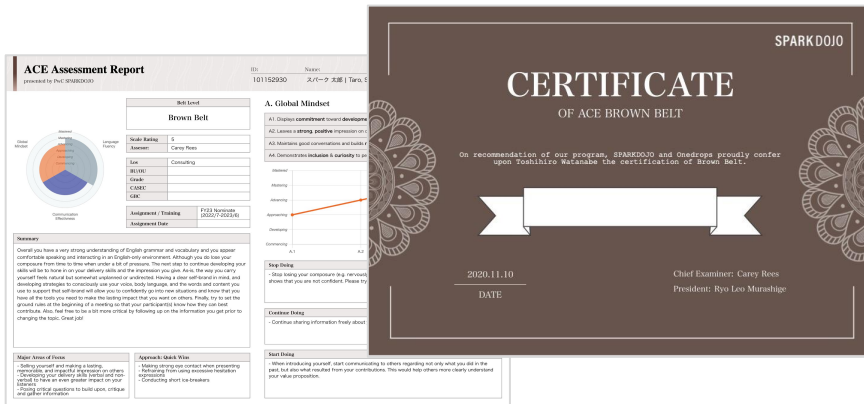 ACE Assessment Report
presented by PwC SPARKDOJO
ID:
Name:
101152930
スパーク 太郎 | Taro, S
Belt Level
Brown Belt
Scale Rating 5
Assessor: Carey Rees
Los Consulting
BU/OU
Grade
CASEC
GRC
Assignment / Training FY23 Nominate (2022/7-2023/6)
Assignment Date
Global Mindset
Language Fluency
Communication Effectiveness
Summary
Overall you have a very strong understanding of English grammar and vocabulary and you appear
comfortable speaking and interacting in an English-only environment. Although you do lose your
composure from time to time when under a bit of pressure. The next step to continue developing your
skills will be to hone in on your delivery skills and the impression you give. As-is, the way you carry
yourself feels natural but somewhat unplanned or undirected. Having a clear self-brand in mind, and
developing strategies to consciously use your voice, body language, and the words and content you
use to support that self-brand will allow you to confidently go into new situations and know that you
have all the tools you need to make the lasting impact that you want on others. Finally, try to set the
ground rules at the beginning of a meeting so that your participant(s) know how they can best
contribute. Also, feel free to be a bit more critical by following up on the information you get prior to
changing the topic. Great job!
Major Areas of Focus
- Selling yourself and making a lasting,
memorable, and impactful impression on others
- Developing your delivery skills (verbal and non-
verbal) to have an even greater impact on your
listeners
- Posing critical questions to build upon, critique
and gather information
Approach: Quick Wins
- Making strong eye contact when presenting
- Refraining from using excessive hesitation
expressions
- Conducting short ice-breakers
A. Global Mindset
A1. Displays commitment toward developme
A2. Leaves a strong, positive impression on
A3. Maintains good conversations and builds
A4. Demonstrates inclusion & curiosity to pe
Mastered
Mastering
Advancing
Approaching
Developing
Commencing
A.1
A.2
Stop Doing
- Stop losing your composure (e.g. nervousl
shows that you are not confident. Please try
Continue Doing
- Continue sharing information freely about
Start Doing
- When introducing yourself, start communicating to others regarding not only what you did in the
past, but also what resulted from your contributions. This would help others more clearly understand
your value proposition.
SPARKDOJO
CERTIFICATE
OF ACE BROWN BELT
On recommendation of our program, SPARKDOJO and Onedrops proudly confer
upon Toshihiro Watanabe the certification of Brown Belt.
2020.11.10
DATE
Chief Examiner: Carey Rees
President: Ryo Leo Murashige